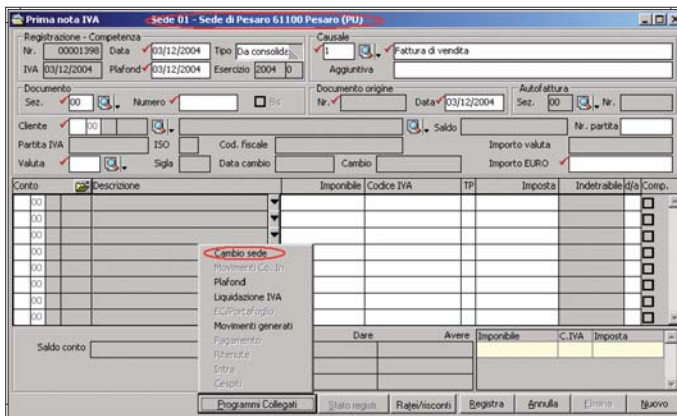 Prima nota IVA Sede 01 - Sede di Pesaro 61100 Pesaro (PU)
Registrazione - Competenza Causale
Nr. 00001398 Data 03/12/2004 Tipo Da consolida 1 Fattura di vendita
IVA 03/12/2004 Plafond 03/12/2004 Esercizio 2004 0 Aggiuntiva
Documento Documento origine Autofattura
Sez. 00 Numero Bis Nr. Data 03/12/2004 Sez. 00 Nr.
Cliente 00 Saldo Nr. partita
Partita IVA ISO Cod. fiscale Importo valuta
Valuta Sigla Data cambio Cambio Importo EURO
Conto Descrizione Imponibile Codice IVA TP Imposta Indetraibile d/a Comp.
00
00
00
00
00
00
00
00
Cambio sede
Movimenti Co. In
Plafond
Liquidazione IVA
EC/Portafoglio
Movimenti generati
Pagamento
Ritenute
Intra
Cespiti
Dare Avere Imponibile C.IVA Imposta
Saldo conto
Programmi Collegati Stato registr. Ratei/risconti Registra Annulla Elimina Nuovo